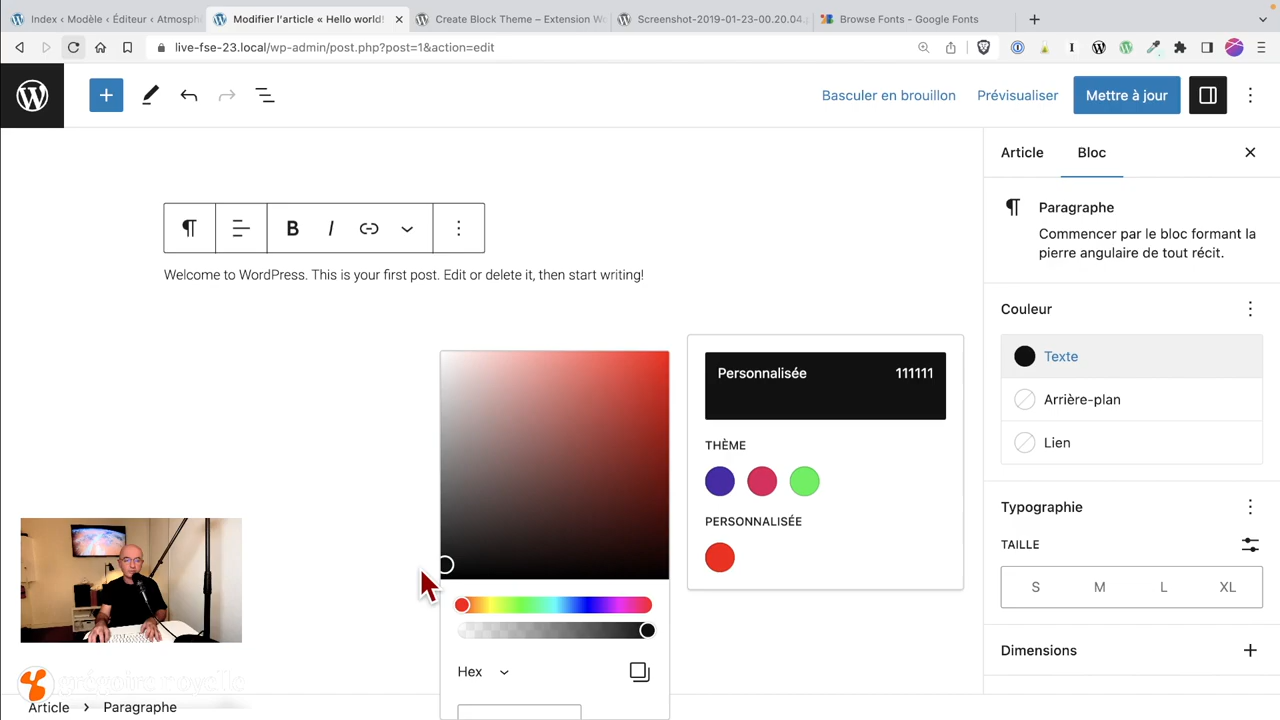 Index ‹ Modèle ‹ Éditeur ‹ Atmosph
Modifier l'article « Hello world!
Create Block Theme – Extension Wo
Screenshot-2019-01-23-00.20.04.
Browse Fonts - Google Fonts
live-fse-23.local/wp-admin/post.php?post=1&action=edit
Basculer en brouillon
Prévisualiser
Mettre à jour
Article
Bloc
Paragraphe
Commencer par le bloc formant la
pierre angulaire de tout récit.
B
I
Welcome to WordPress. This is your first post. Edit or delete it, then start writing!
Couleur
Texte
Arrière-plan
Lien
Personnalisée
111111
THÈME
PERSONNALISÉE
Typographie
TAILLE
S
M
L
XL
Dimensions
Hex
grégoire noyelle
Article
Paragraphe